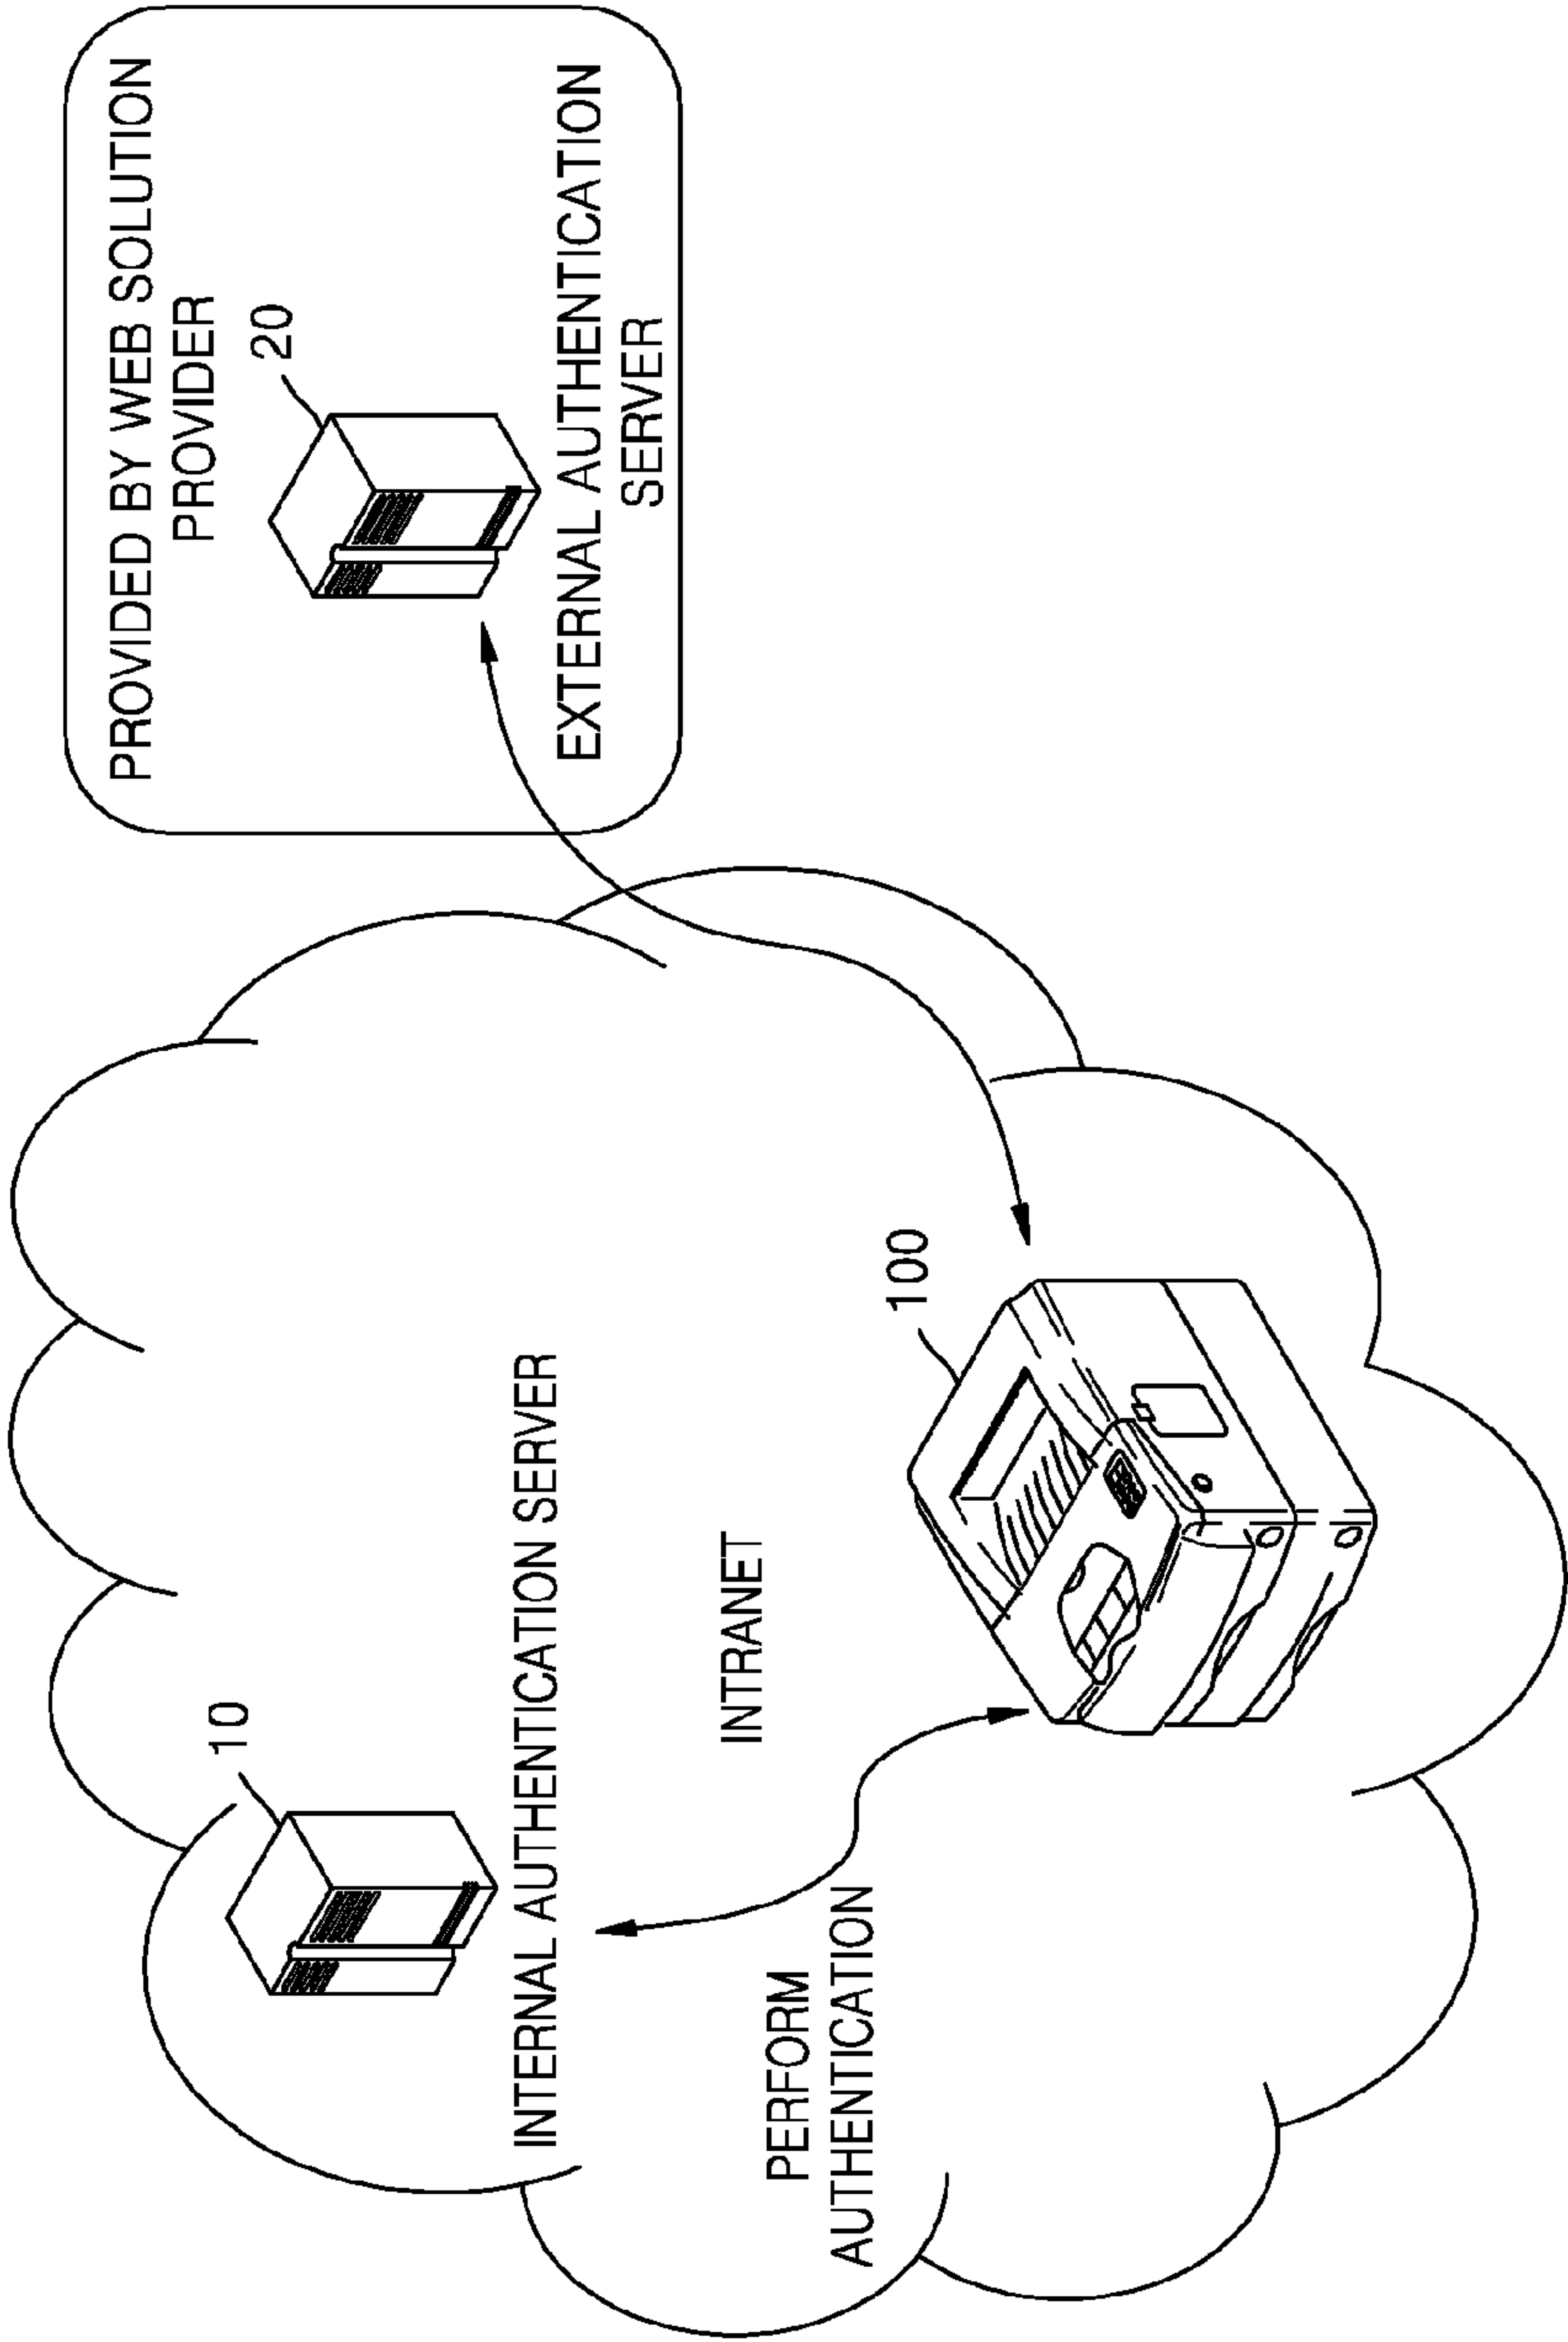 PROVIDED BY WEB SOLUTION
PROVIDER
20
EXTERNAL AUTHENTICATION
SERVER
10
INTERNAL AUTHENTICATION SERVER
INTRANET
PERFORM
AUTHENTICATION
100